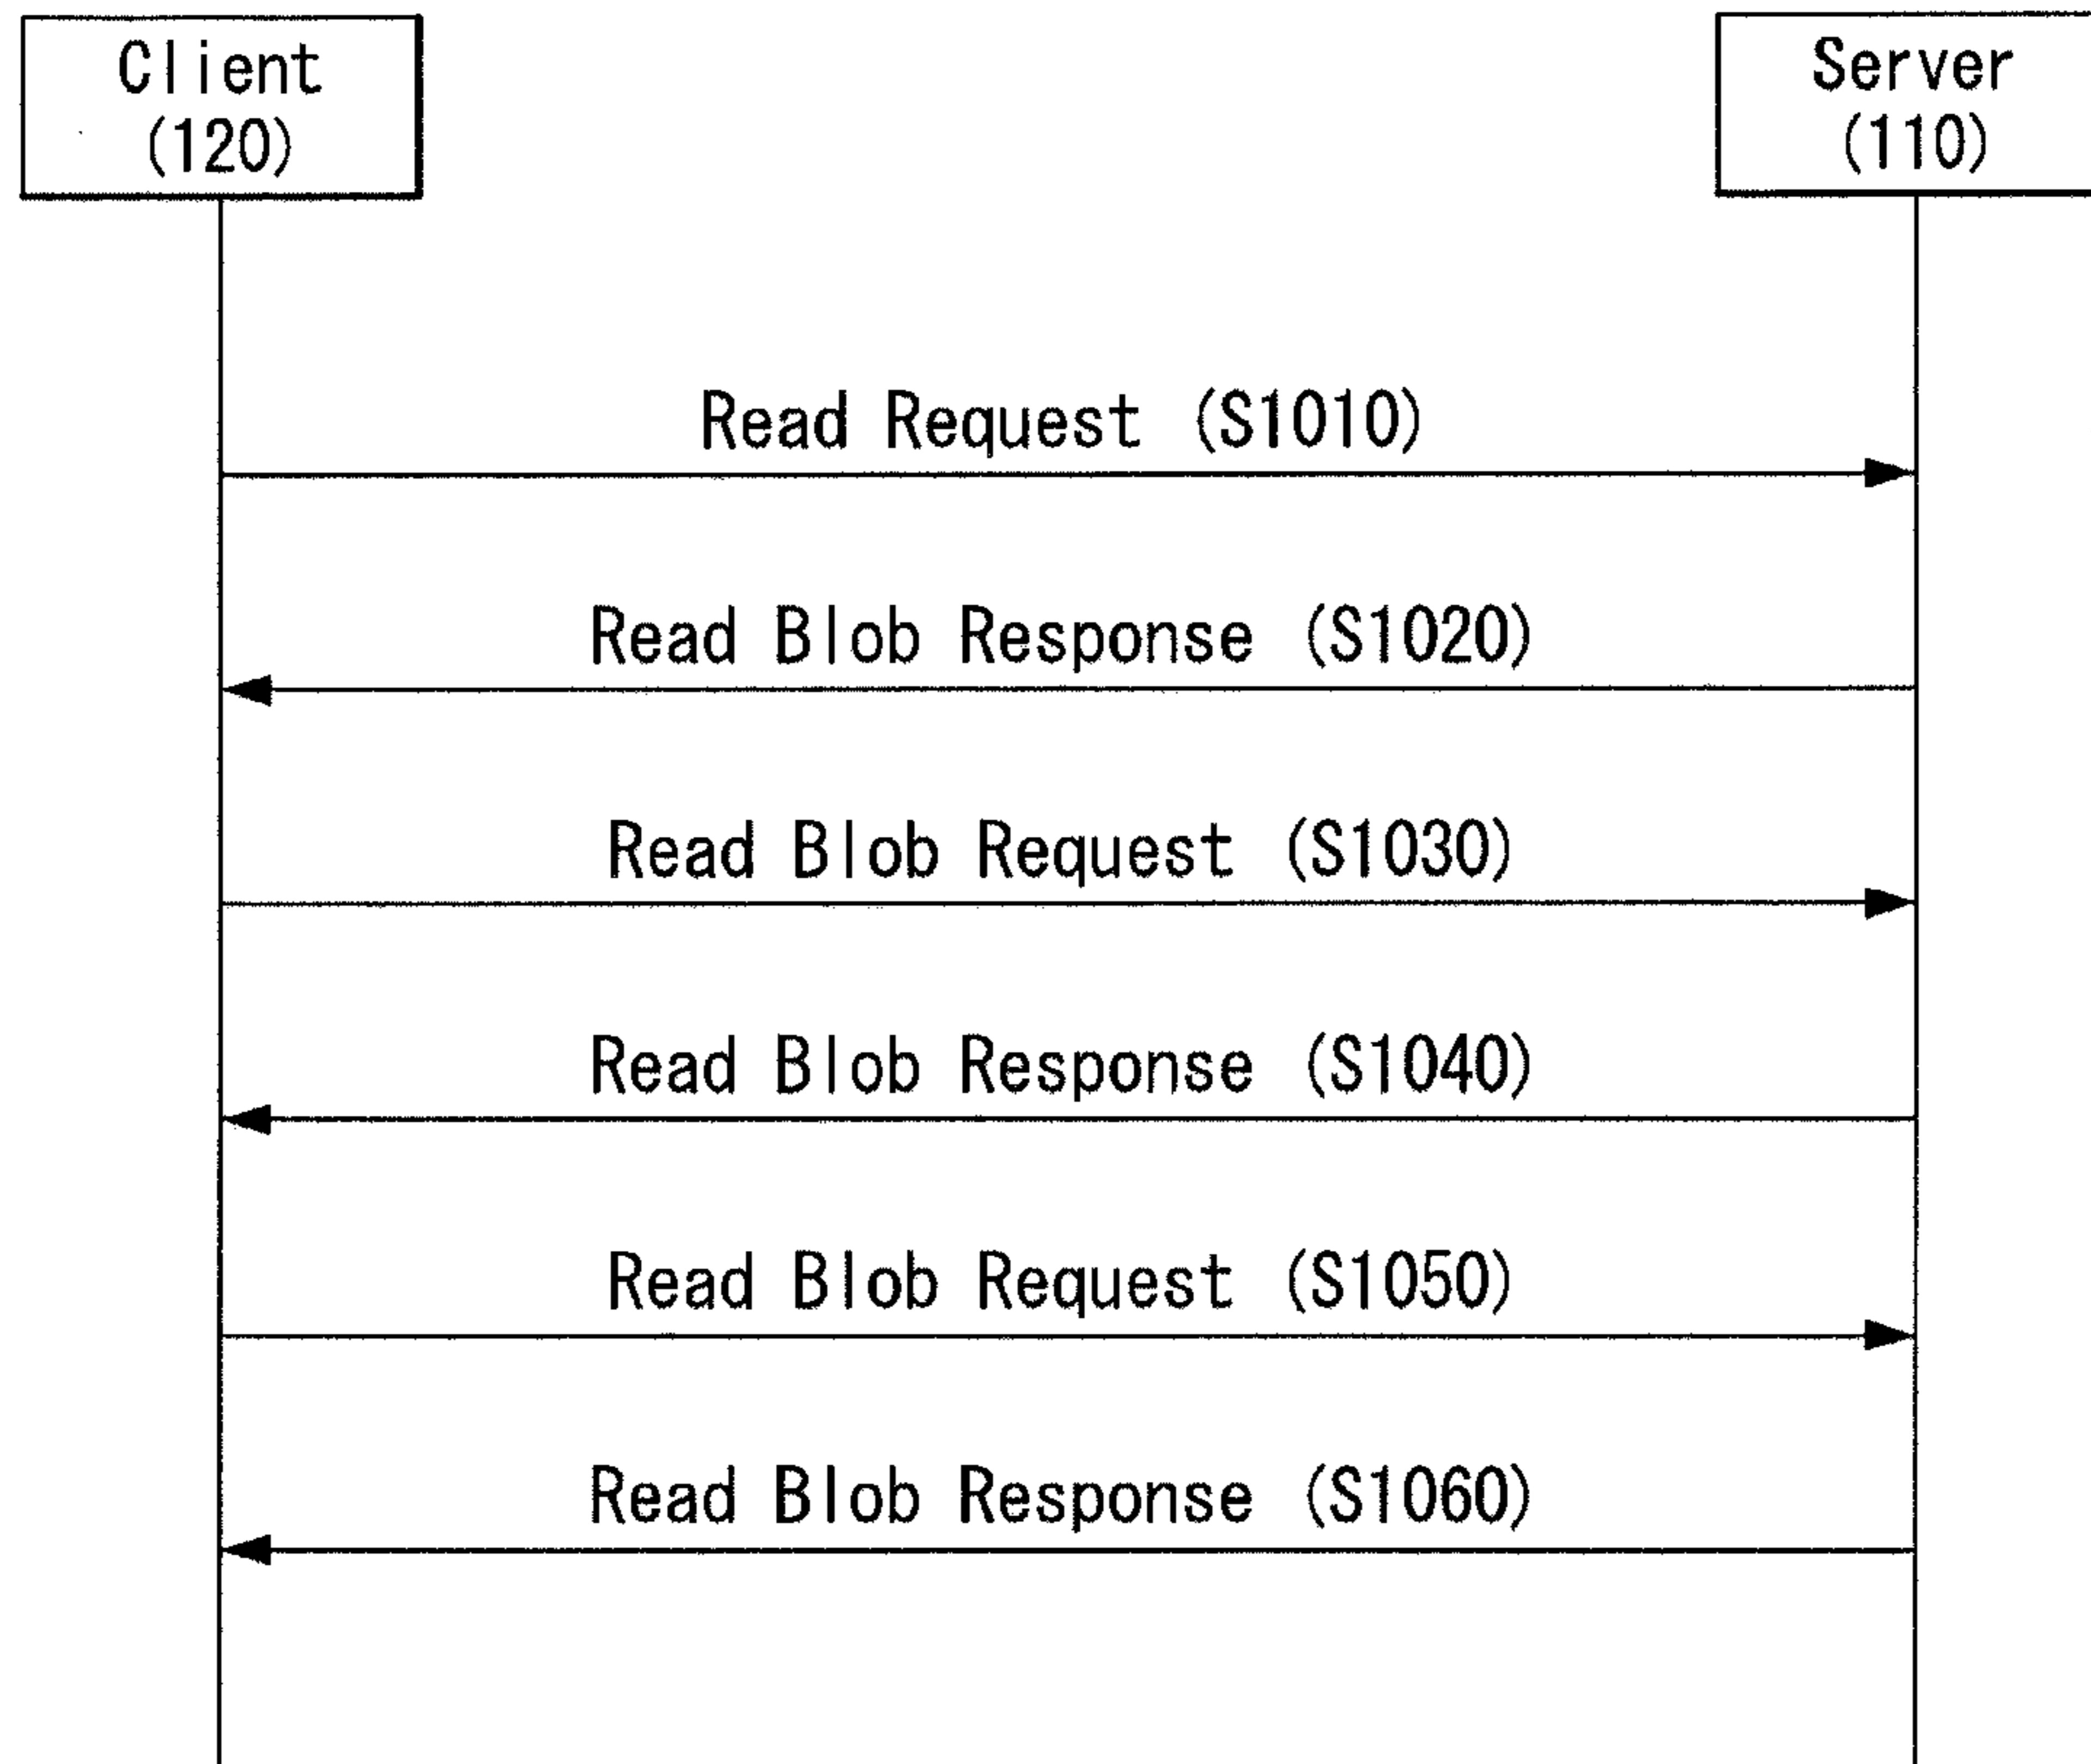 Client
(120)
Server
(110)
Read Request (S1010)
Read Blob Response (S1020)
Read Blob Request (S1030)
Read Blob Response (S1040)
Read Blob Request (S1050)
Read Blob Response (S1060)